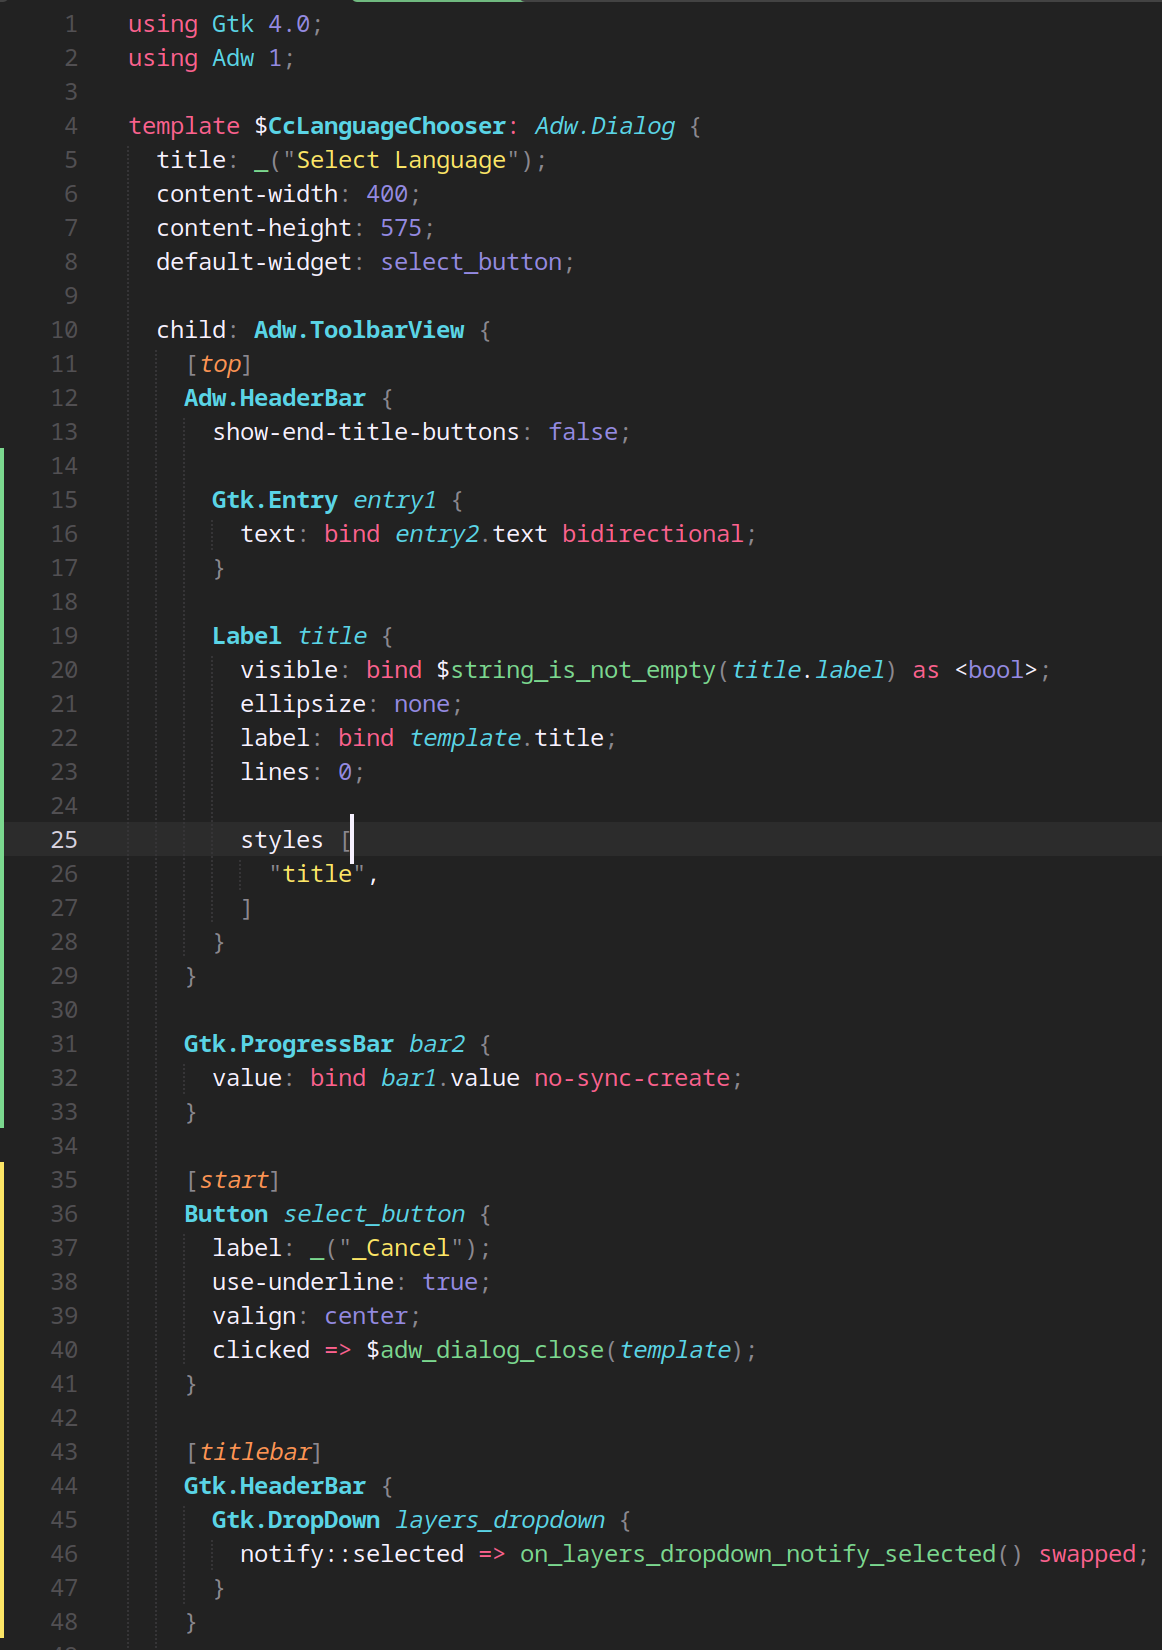 1 using Gtk 4.0;
2 using Adw 1;
3
4 template $CcLanguageChooser: Adw.Dialog {
5   title: _("Select Language");
6   content-width: 400;
7   content-height: 575;
8   default-widget: select_button;
9
10   child: Adw.ToolbarView {
11     [top]
12     Adw.HeaderBar {
13       show-end-title-buttons: false;
14
15       Gtk.Entry entry1 {
16         text: bind entry2.text bidirectional;
17       }
18
19       Label title {
20         visible: bind $string_is_not_empty(title.label) as <bool>;
21         ellipsize: none;
22         label: bind template.title;
23         lines: 0;
24
25         styles [
26           "title",
27         ]
28       }
29     }
30
31     Gtk.ProgressBar bar2 {
32       value: bind bar1.value no-sync-create;
33     }
34
35     [start]
36     Button select_button {
37       label: _("_Cancel");
38       use-underline: true;
39       valign: center;
40       clicked => $adw_dialog_close(template);
41     }
42
43     [titlebar]
44     Gtk.HeaderBar {
45       Gtk.DropDown layers_dropdown {
46         notify::selected => on_layers_dropdown_notify_selected() swapped;
47       }
48     }